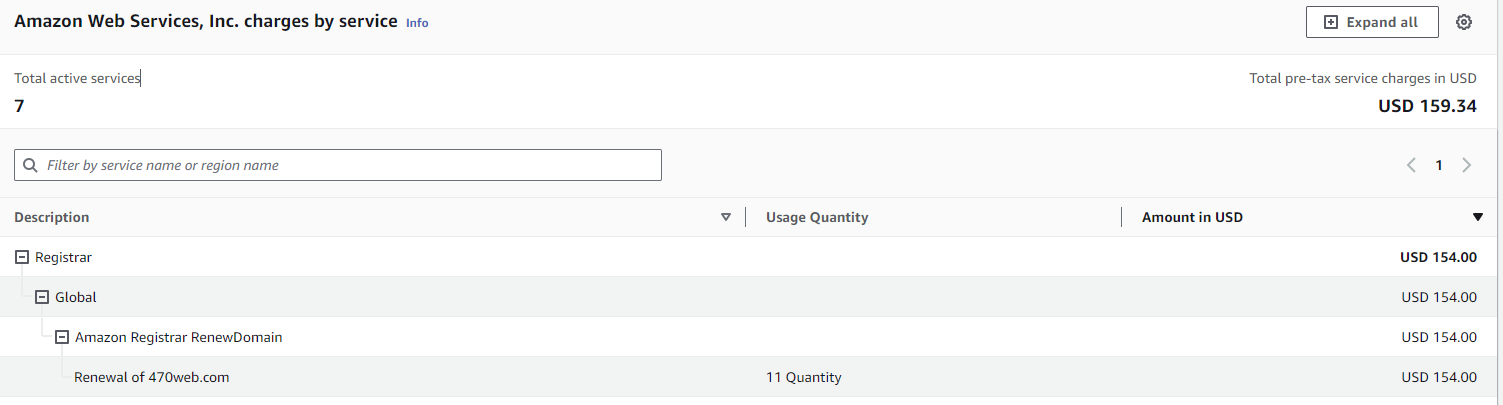 Amazon Web Services, Inc. charges by service Info
Expand all
Total active services
Total pre-tax service charges in USD
7
USD 159.34
Filter by service name or region name
1
Description
Usage Quantity
Amount in USD
Registrar
USD 154.00
Global
USD 154.00
Amazon Registrar RenewDomain
USD 154.00
Renewal of 470web.com
11 Quantity
USD 154.00